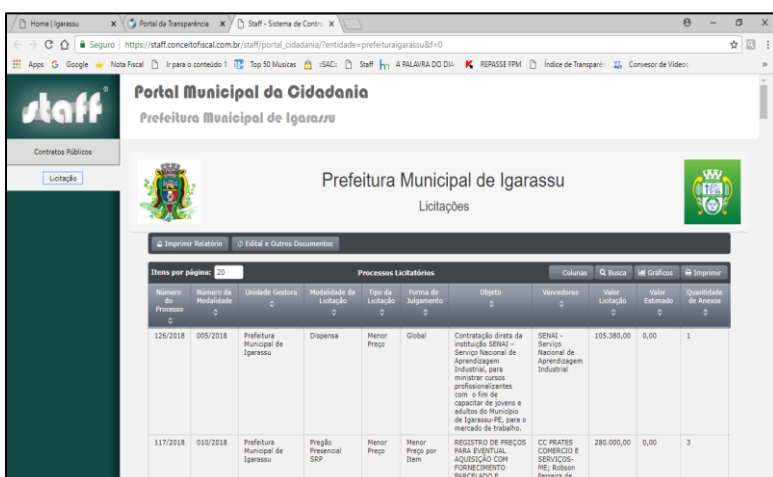 Home | Igarassu
Portal da Transparência
Staff - Sistema de Contro
Seguro | https://staff.conceitofiscal.com.br/staff/portal_cidadania/?entidade=prefeituraigarassu&f=0
Apps Google Nota Fiscal Ir para o conteúdo 1 Top 50 Musicas :SAC: Staff A PALAVRA DO DIA REPASSE FPM Índice de Transparê Convesor de Videos
staff
Portal Municipal da Cidadania
Prefeitura Municipal de Igarassu
Contratos Públicos
Licitação
Prefeitura Municipal de Igarassu
Licitações
Imprimir Relatório Edital e Outros Documentos
Itens por página: 20 Processos Licitatórios Colunas Busca Gráficos Imprimir
Número do Processo
Número da Modalidade
Unidade Gestora
Modalidade da Licitação
Tipo da Licitação
Forma de Julgamento
Objeto
Vencedores
Valor Licitação
Valor Estimado
Quantidade de Anexos
126/2018
005/2018
Prefeitura
Municipal de
Igarassu
Dispensa
Menor
Preço
Global
Contratação direta da
instituição SENAI –
Serviço Nacional de
Aprendizagem
Industrial, para
ministrar cursos
profissionalizantes
com o fim de
capacitar de jovens e
adultos do Município
de Igarassu-PE, para o
mercado de trabalho.
SENAI -
Serviço
Nacional de
Aprendizagem
Industrial
105.380,00
0,00
1
117/2018
010/2018
Prefeitura
Municipal de
Igarassu
Pregão
Presencial
SRP
Menor
Preço
Menor
Preço por
Item
REGISTRO DE PREÇOS
PARA EVENTUAL
AQUISIÇÃO COM
FORNECIMENTO
PARCELADO E
CC PRATES
COMERCIO E
SERVIÇOS-
ME; Robson
Ferreira de
280.000,00
0,00
3